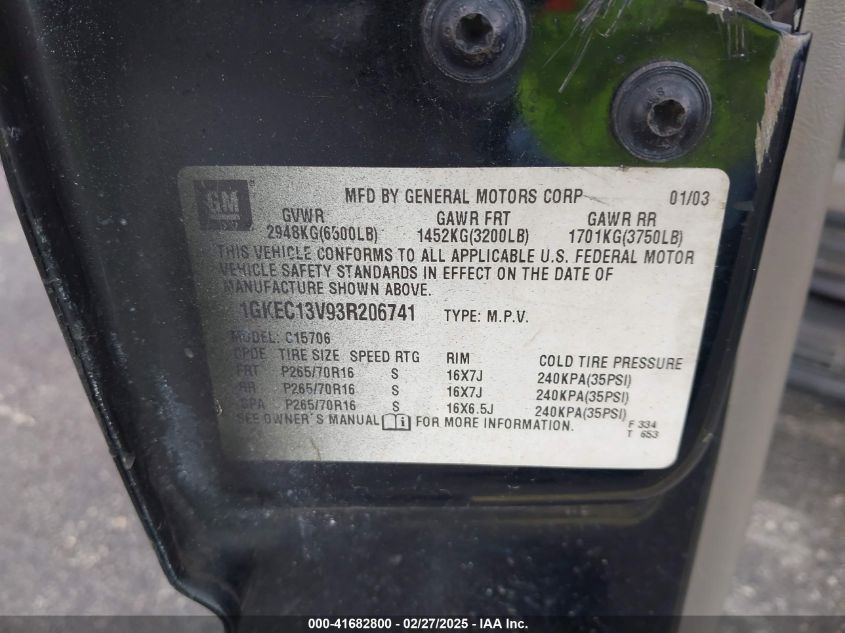 GM
MFD BY GENERAL MOTORS CORP 01/03
GVWR GAWR FRT GAWR RR
2948KG(6500LB) 1452KG(3200LB) 1701KG(3750LB)
THIS VEHICLE CONFORMS TO ALL APPLICABLE U.S. FEDERAL MOTOR
VEHICLE SAFETY STANDARDS IN EFFECT ON THE DATE OF
MANUFACTURE SHOWN ABOVE.
1GKEC13V93R206741 TYPE: M.P.V.
MODEL: C15706
CPDE TIRE SIZE SPEED RTG RIM COLD TIRE PRESSURE
FRT P265/70R16 S 16X7J 240KPA(35PSI)
RR P265/70R16 S 16X7J 240KPA(35PSI)
SPA P265/70R16 S 16X6.5J 240KPA(35PSI)
SEE OWNER'S MANUAL FOR MORE INFORMATION.
F 334
T 653
000-41682800 - 02/27/2025 - IAA Inc.